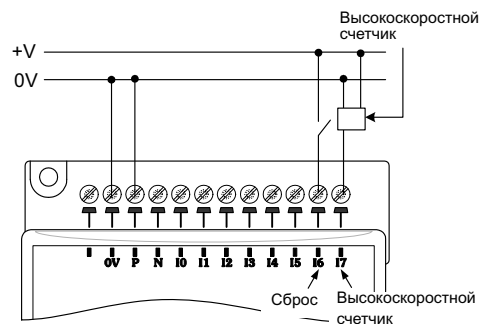 Высокоскоростной
счетчик
+V
0V
0V P N I0 I1 I2 I3 I4 I5 I6 I7
Сброс Высокоскоростной
счетчик